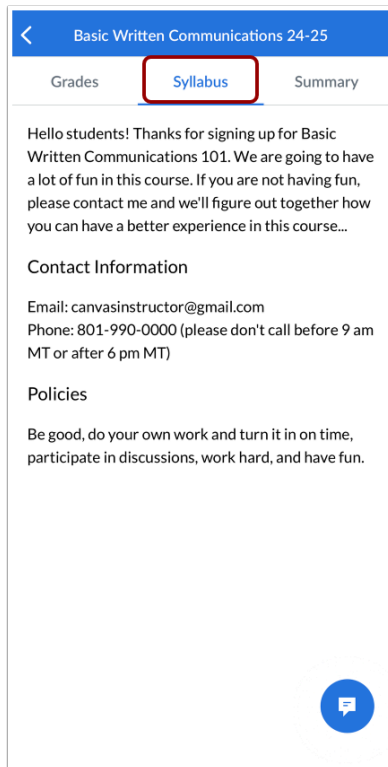 Basic Written Communications 24-25
Grades Syllabus Summary
Hello students! Thanks for signing up for Basic
Written Communications 101. We are going to have
a lot of fun in this course. If you are not having fun,
please contact me and we'll figure out together how
you can have a better experience in this course...
Contact Information
Email: canvasinstructor@gmail.com
Phone: 801-990-0000 (please don't call before 9 am
MT or after 6 pm MT)
Policies
Be good, do your own work and turn it in on time,
participate in discussions, work hard, and have fun.